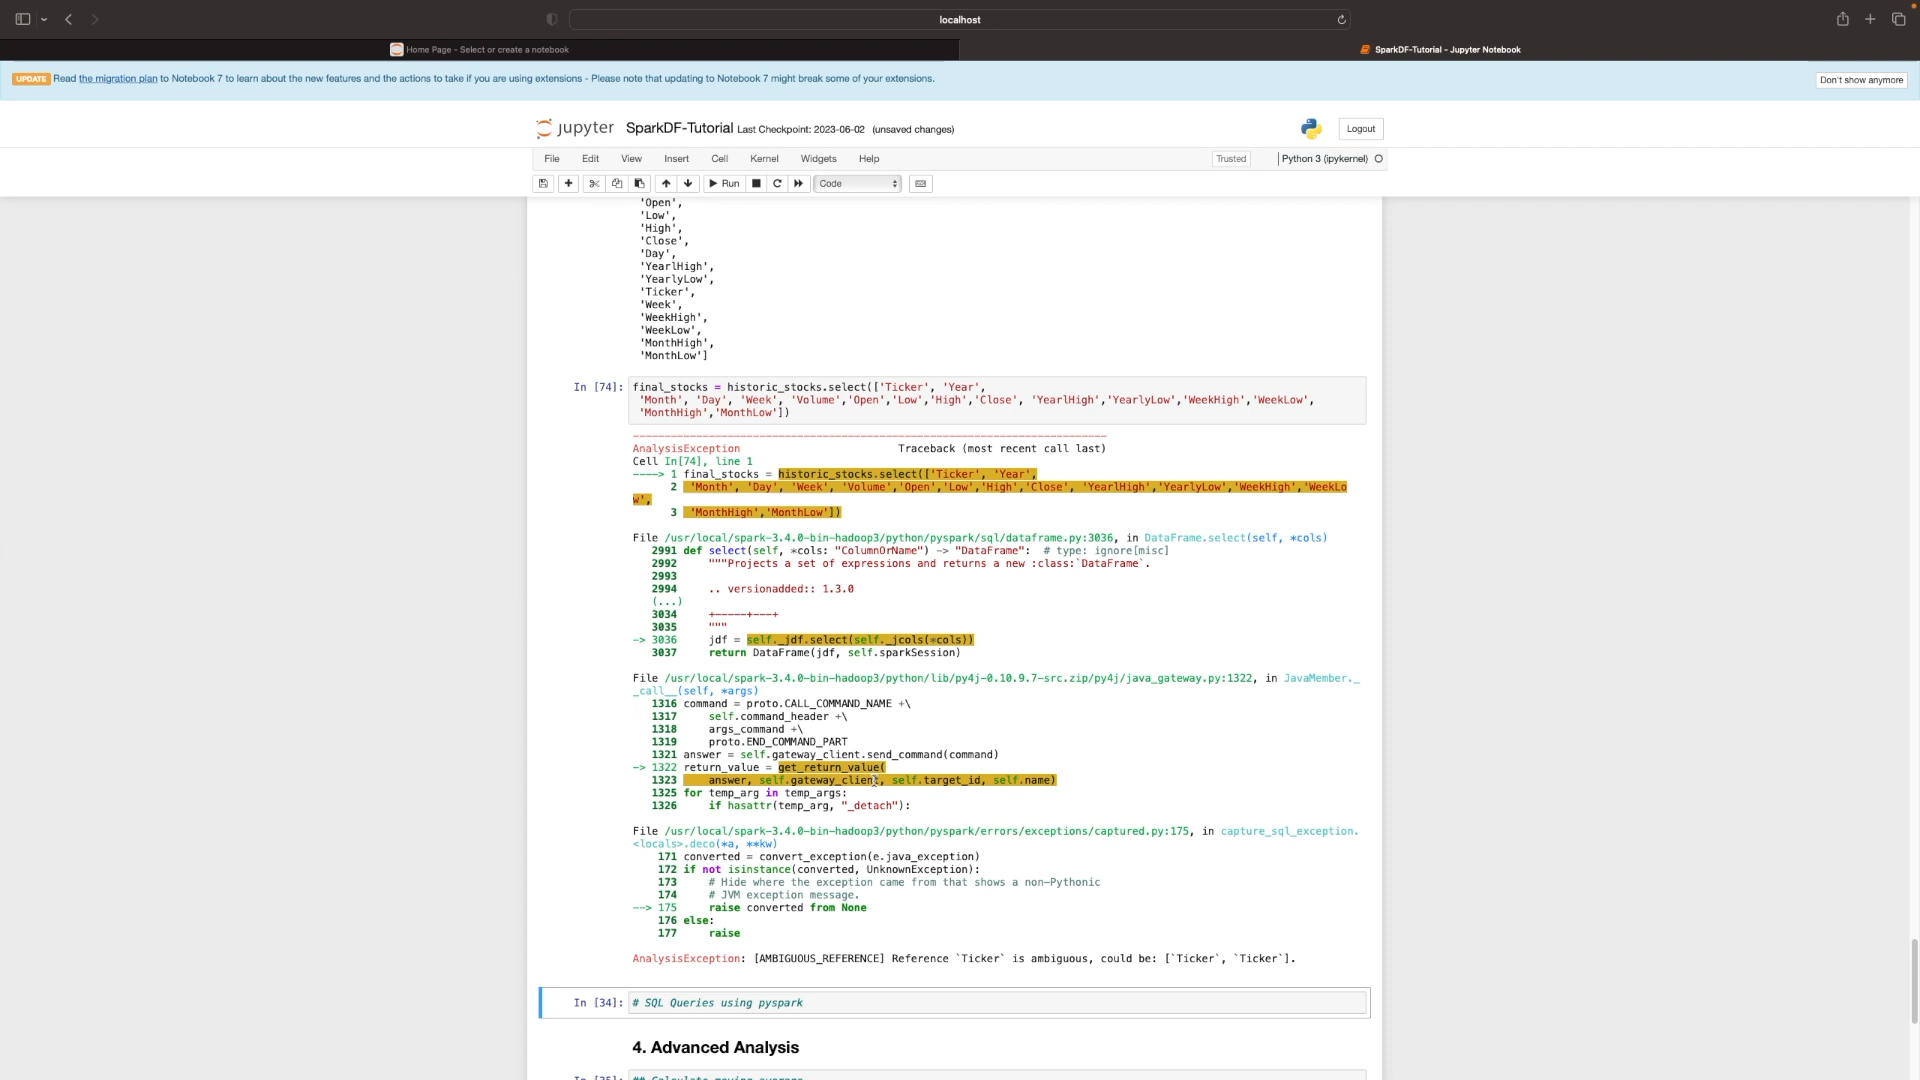 localhost
Home Page - Select or create a notebook
SparkDF-Tutorial - Jupyter Notebook
UPDATE Read the migration plan to Notebook 7 to learn about the new features and the actions to take if you are using extensions - Please note that updating to Notebook 7 might break some of your extensions.
Don't show anymore
jupyter SparkDF-Tutorial Last Checkpoint: 2023-06-02 (unsaved changes)
Logout
File Edit View Insert Cell Kernel Widgets Help
Trusted
Python 3 (ipykernel)
Run
Code
'Open',
'Low',
'High',
'Close',
'Day',
'YearlHigh',
'YearlyLow',
'Ticker',
'Week',
'WeekHigh',
'WeekLow',
'MonthHigh',
'MonthLow']
In [74]: final_stocks = historic_stocks.select(['Ticker', 'Year',
'Month', 'Day', 'Week', 'Volume','Open','Low','High','Close', 'YearlHigh','YearlyLow','WeekHigh','WeekLow',
'MonthHigh','MonthLow'])
---------------------------------------------------------------------------
AnalysisException Traceback (most recent call last)
Cell In[74], line 1
----> 1 final_stocks = historic_stocks.select(['Ticker', 'Year',
2 'Month', 'Day', 'Week', 'Volume','Open','Low','High','Close', 'YearlHigh','YearlyLow','WeekHigh','WeekLo
w',
3 'MonthHigh','MonthLow'])
File /usr/local/spark-3.4.0-bin-hadoop3/python/pyspark/sql/dataframe.py:3036, in DataFrame.select(self, *cols)
2991 def select(self, *cols: "ColumnOrName") -> "DataFrame": # type: ignore[misc]
2992 """Projects a set of expressions and returns a new :class:`DataFrame`.
2993
2994 .. versionadded:: 1.3.0
(...)
3034 +-----+---+
3035 """
-> 3036 jdf = self._jdf.select(self._jcols(*cols))
3037 return DataFrame(jdf, self.sparkSession)
File /usr/local/spark-3.4.0-bin-hadoop3/python/lib/py4j-0.10.9.7-src.zip/py4j/java_gateway.py:1322, in JavaMember._
_call__(self, *args)
1316 command = proto.CALL_COMMAND_NAME +\
1317 self.command_header +\
1318 args_command +\
1319 proto.END_COMMAND_PART
1321 answer = self.gateway_client.send_command(command)
-> 1322 return_value = get_return_value(
1323 answer, self.gateway_client, self.target_id, self.name)
1325 for temp_arg in temp_args:
1326 if hasattr(temp_arg, "_detach"):
File /usr/local/spark-3.4.0-bin-hadoop3/python/pyspark/errors/exceptions/captured.py:175, in capture_sql_exception.
<locals>.deco(*a, **kw)
171 converted = convert_exception(e.java_exception)
172 if not isinstance(converted, UnknownException):
173 # Hide where the exception came from that shows a non-Pythonic
174 # JVM exception message.
--> 175 raise converted from None
176 else:
177 raise
AnalysisException: [AMBIGUOUS_REFERENCE] Reference `Ticker` is ambiguous, could be: [`Ticker`, `Ticker`].
In [34]: # SQL Queries using pyspark
4. Advanced Analysis
In [35]: ## Calculate moving average